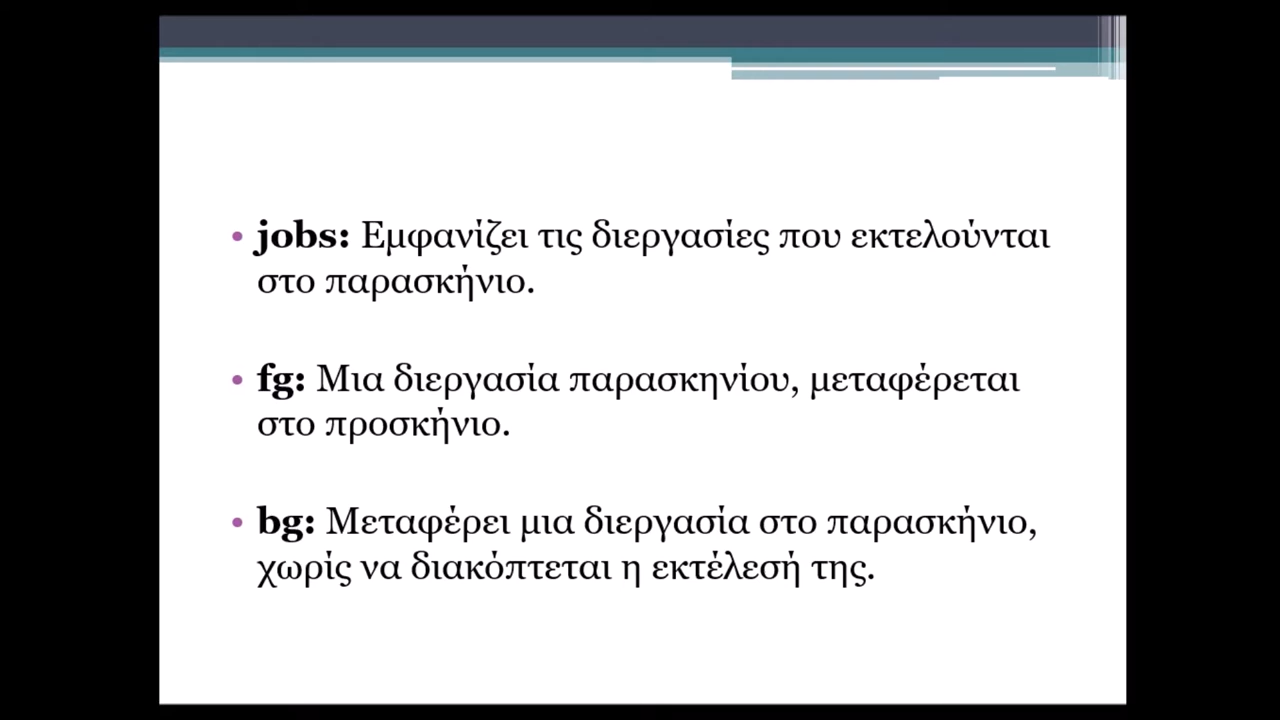 • jobs: Εμφανίζει τις διεργασίες που εκτελούνται
στο παρασκήνιο.
• fg: Μια διεργασία παρασκηνίου, μεταφέρεται
στο προσκήνιο.
• bg: Μεταφέρει μια διεργασία στο παρασκήνιο,
χωρίς να διακόπτεται η εκτέλεσή της.